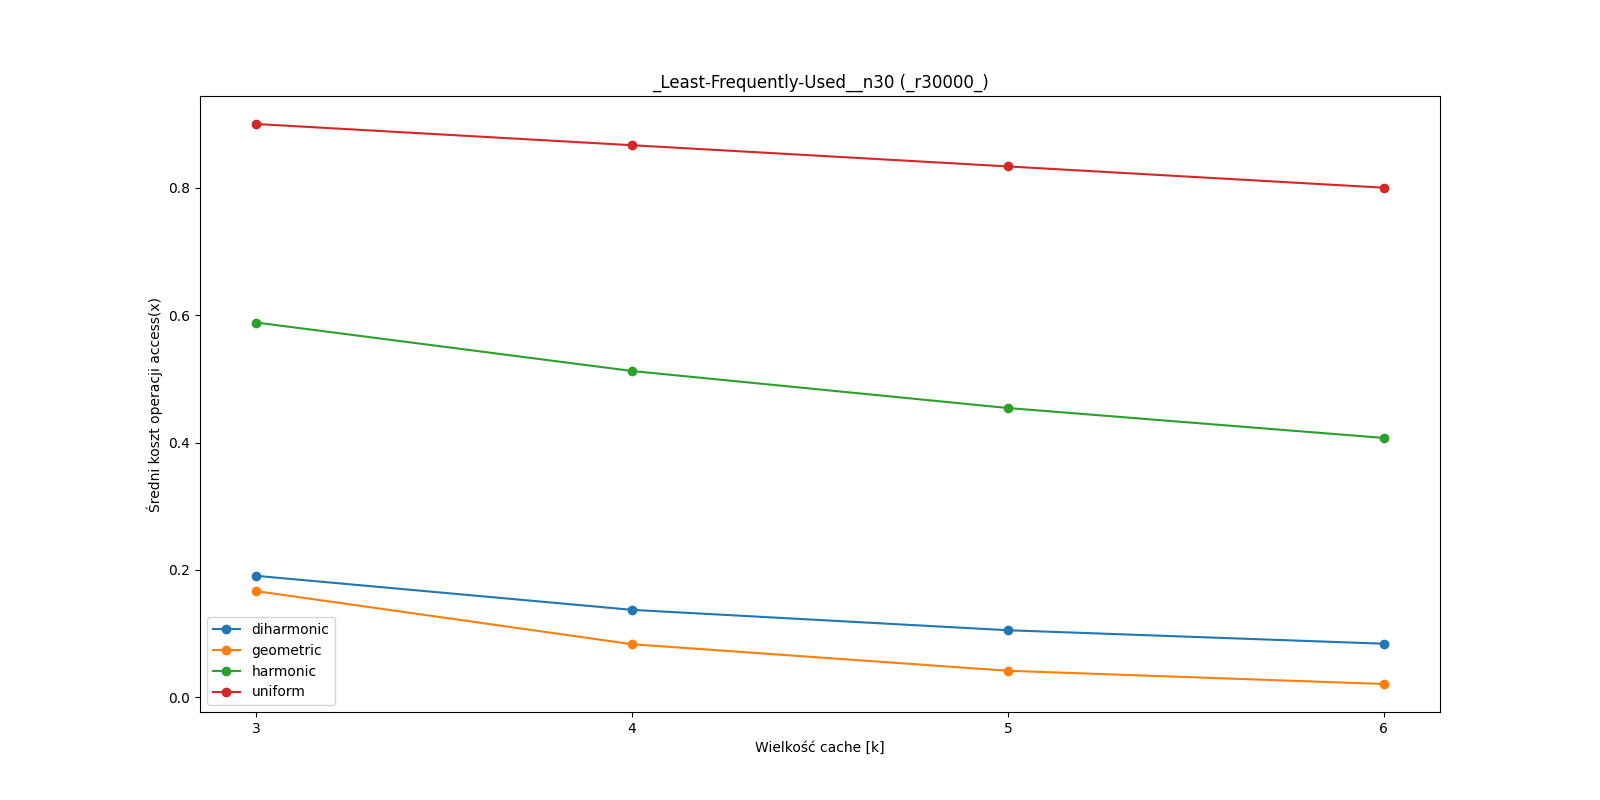 _Least-Frequently-Used__n30 (_r30000_)
Średni koszt operacji access(x)
0.8
0.6
0.4
0.2
0.0
diharmonic
geometric
harmonic
uniform
3 4 5 6
Wielkość cache [k]